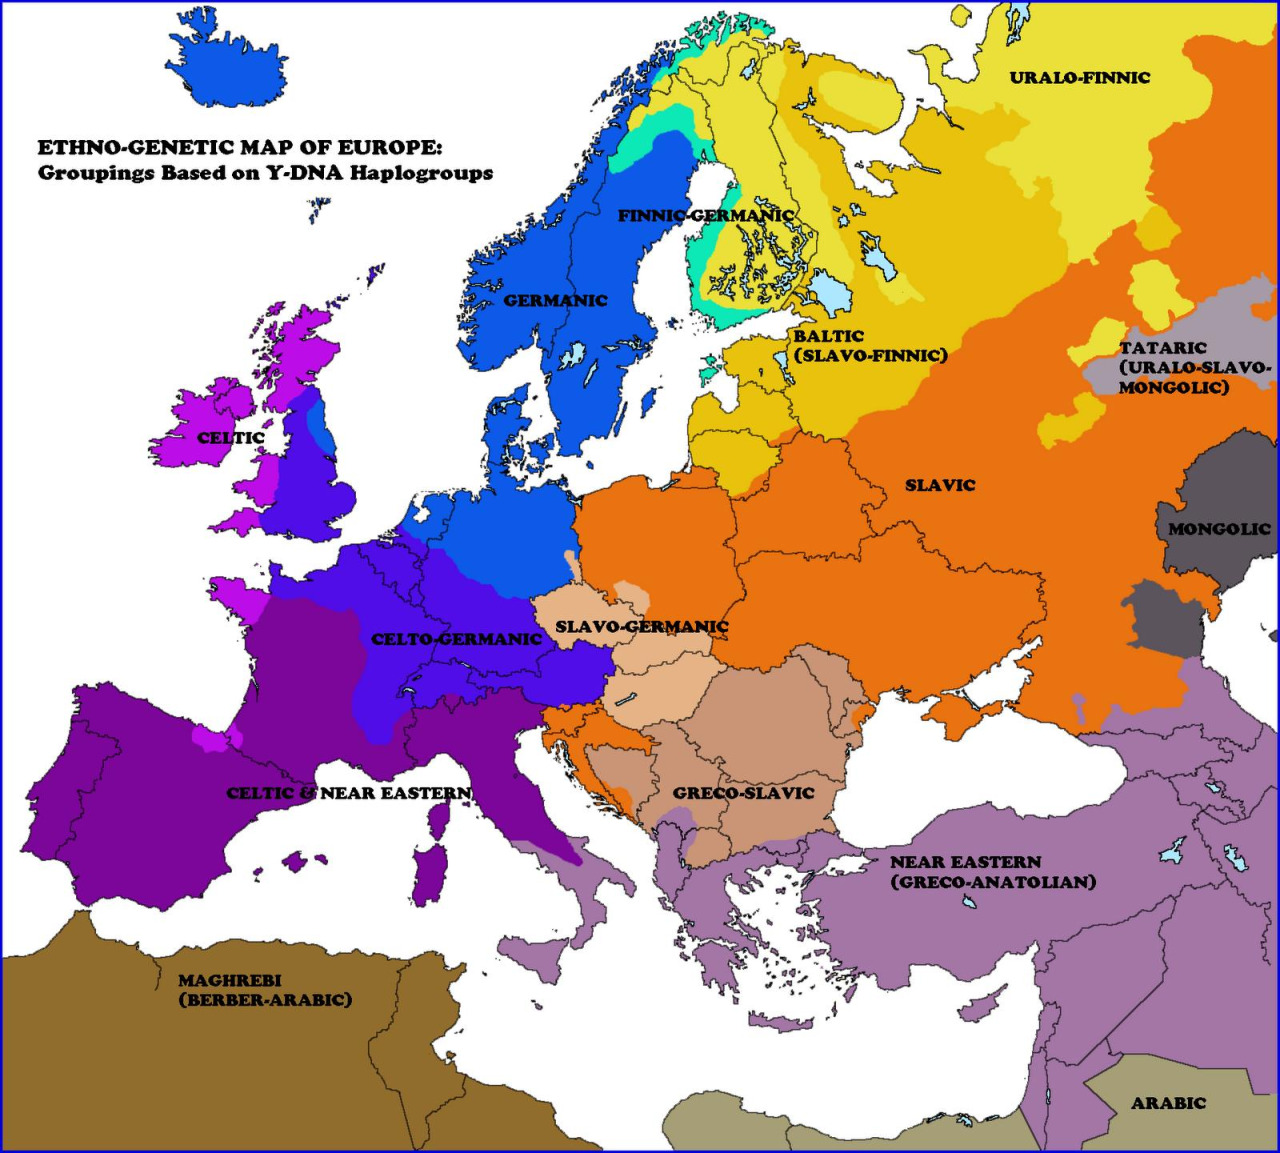 ETHNO-GENETIC MAP OF EUROPE:
Groupings Based on Y-DNA Haplogroups
URALO-FINNIC
FINNIC-GERMANIC
GERMANIC
BALTIC
(SLAVO-FINNIC)
TATARIC
(URALO-SLAVO-
MONGOLIC)
CELTIC
SLAVIC
MONGOLIC
CELTO-GERMANIC
SLAVO-GERMANIC
CELTIC & NEAR EASTERN
GRECO-SLAVIC
NEAR EASTERN
(GRECO-ANATOLIAN)
MAGHREBI
(BERBER-ARABIC)
ARABIC